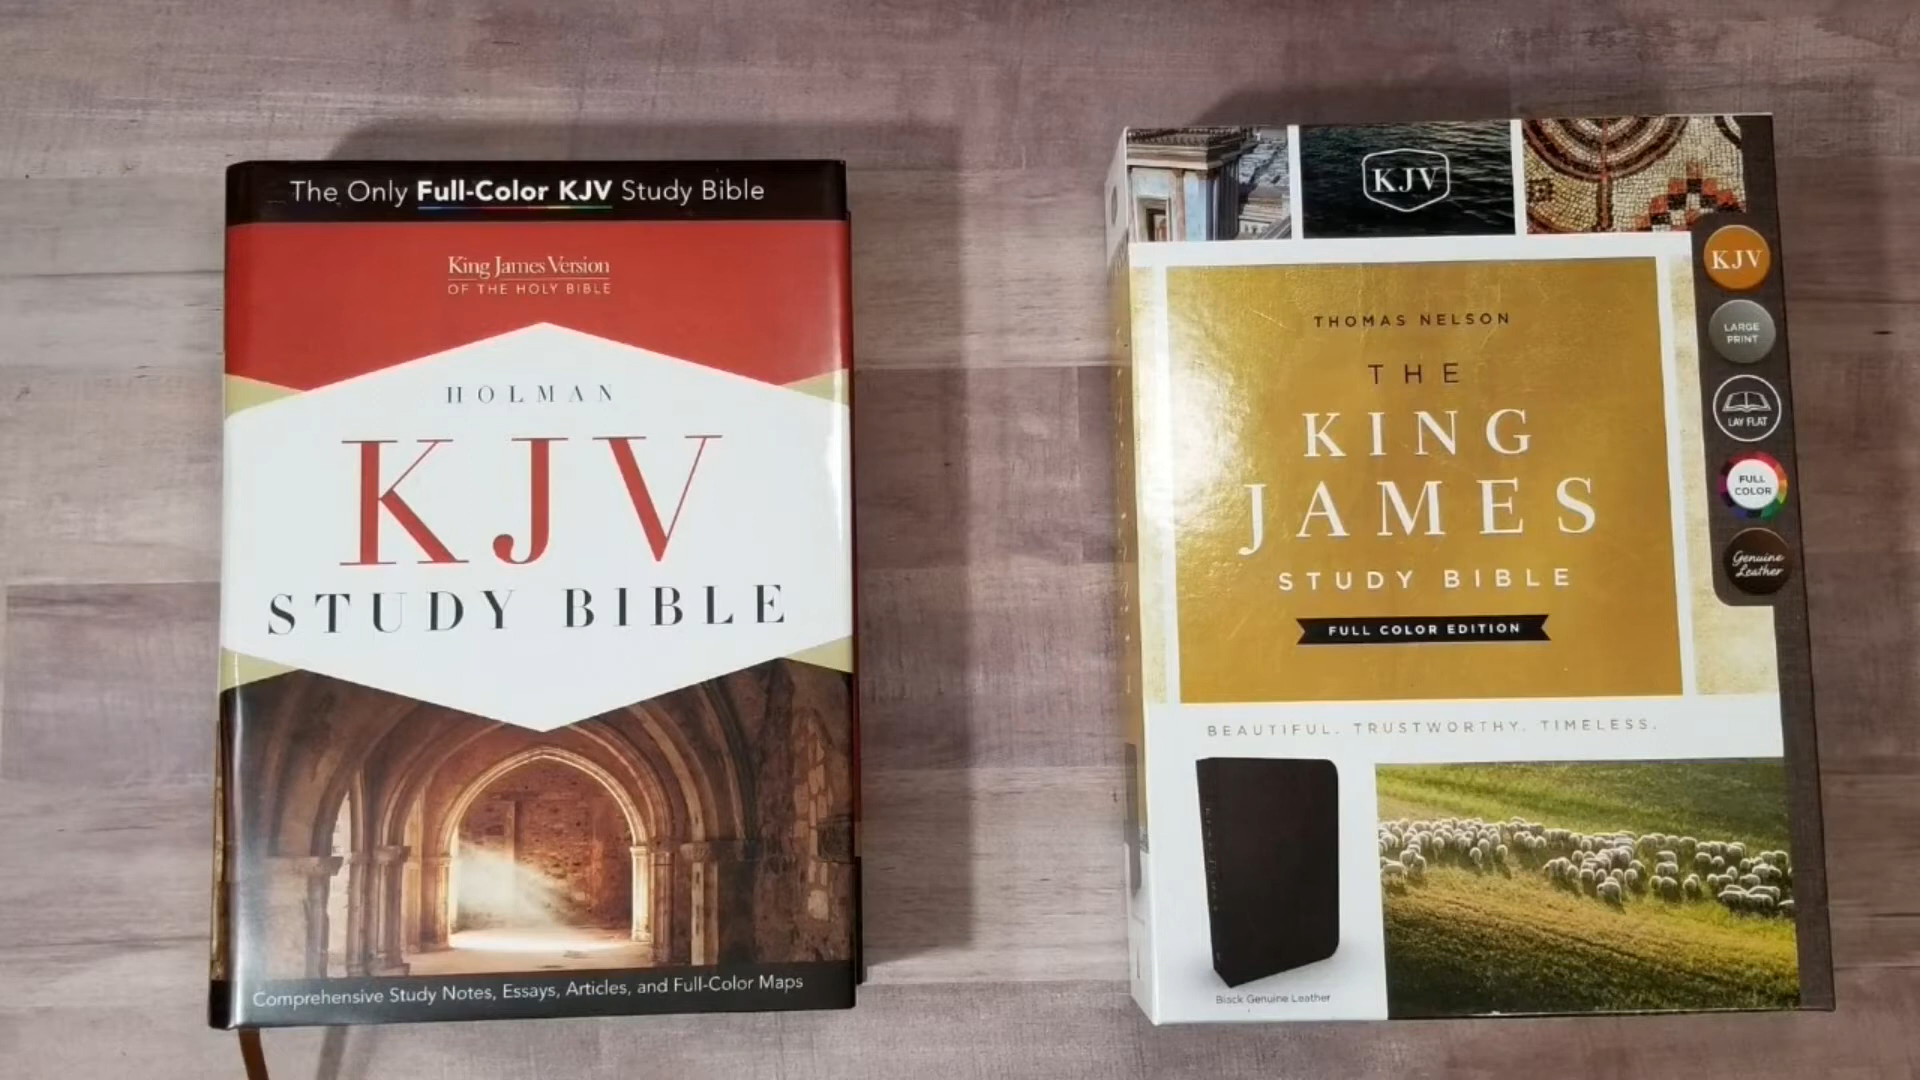 The Only Full-Color KJV Study Bible
King James Version
OF THE HOLY BIBLE
HOLMAN
KJV
STUDY BIBLE
Comprehensive Study Notes, Essays, Articles, and Full-Color Maps
KJV
THOMAS NELSON
THE
KING
JAMES
STUDY BIBLE
FULL COLOR EDITION
BEAUTIFUL. TRUSTWORTHY. TIMELESS.
Black Genuine Leather
KJV
LARGE
PRINT
LAY FLAT
FULL
COLOR
Genuine
Leather